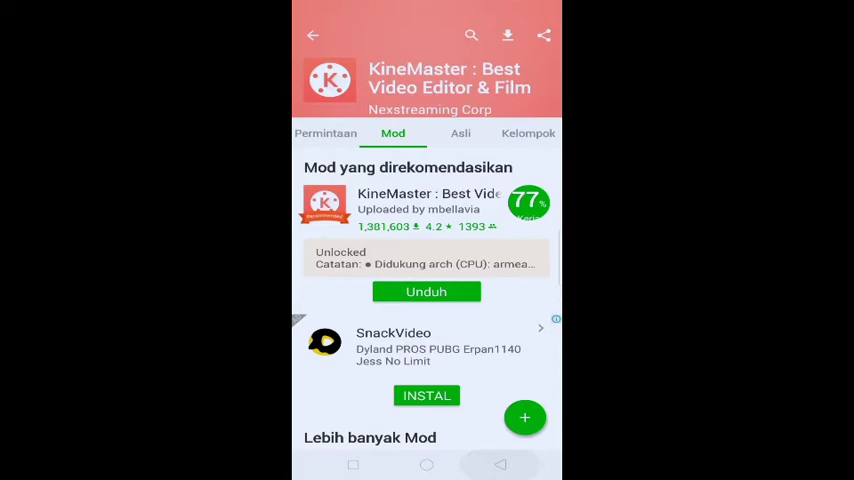 KineMaster : Best
Video Editor & Film
Nexstreaming Corp
Permintaan Mod Asli Kelompok
Mod yang direkomendasikan
KineMaster : Best Vide
Uploaded by mbellavia
1,381,603 4.2 1393
77%
Unlocked
Catatan: ● Didukung arch (CPU): armea...
Unduh
SnackVideo
Dyland PROS PUBG Erpan1140
Jess No Limit
INSTAL
Lebih banyak Mod